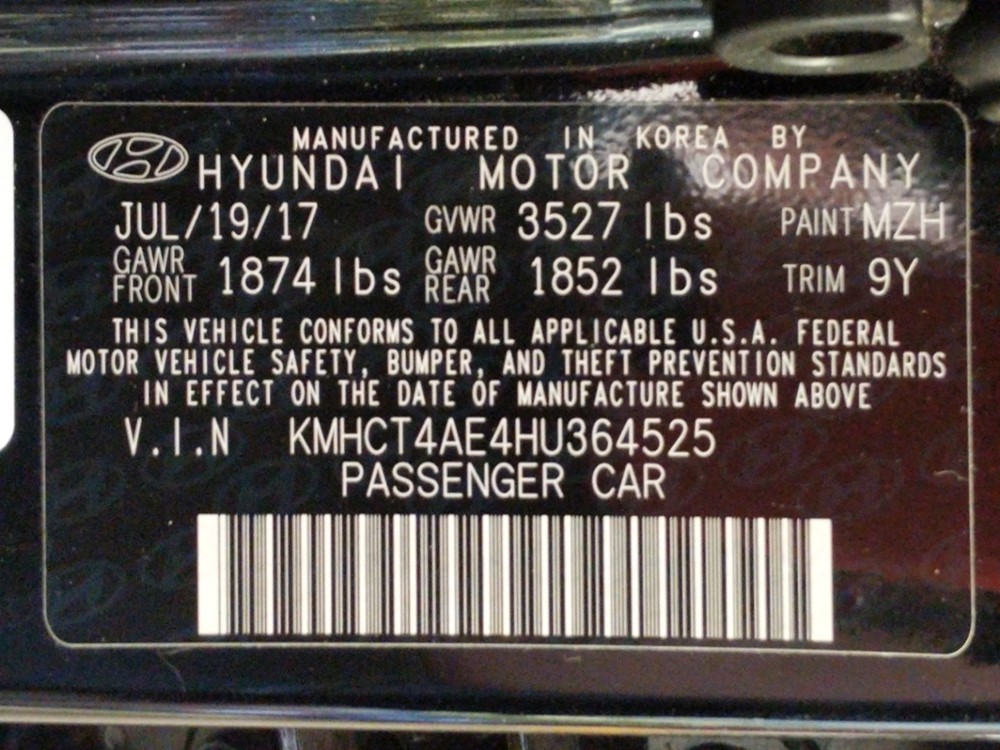 MANUFACTURED IN KOREA BY
HYUNDAI MOTOR COMPANY
JUL/19/17 GVWR 3527 lbs PAINT MZH
GAWR FRONT 1874 lbs GAWR REAR 1852 lbs TRIM 9Y
THIS VEHICLE CONFORMS TO ALL APPLICABLE U.S.A. FEDERAL
MOTOR VEHICLE SAFETY, BUMPER, AND THEFT PREVENTION STANDARDS
IN EFFECT ON THE DATE OF MANUFACTURE SHOWN ABOVE
V.I.N KMHCT4AE4HU364525
PASSENGER CAR